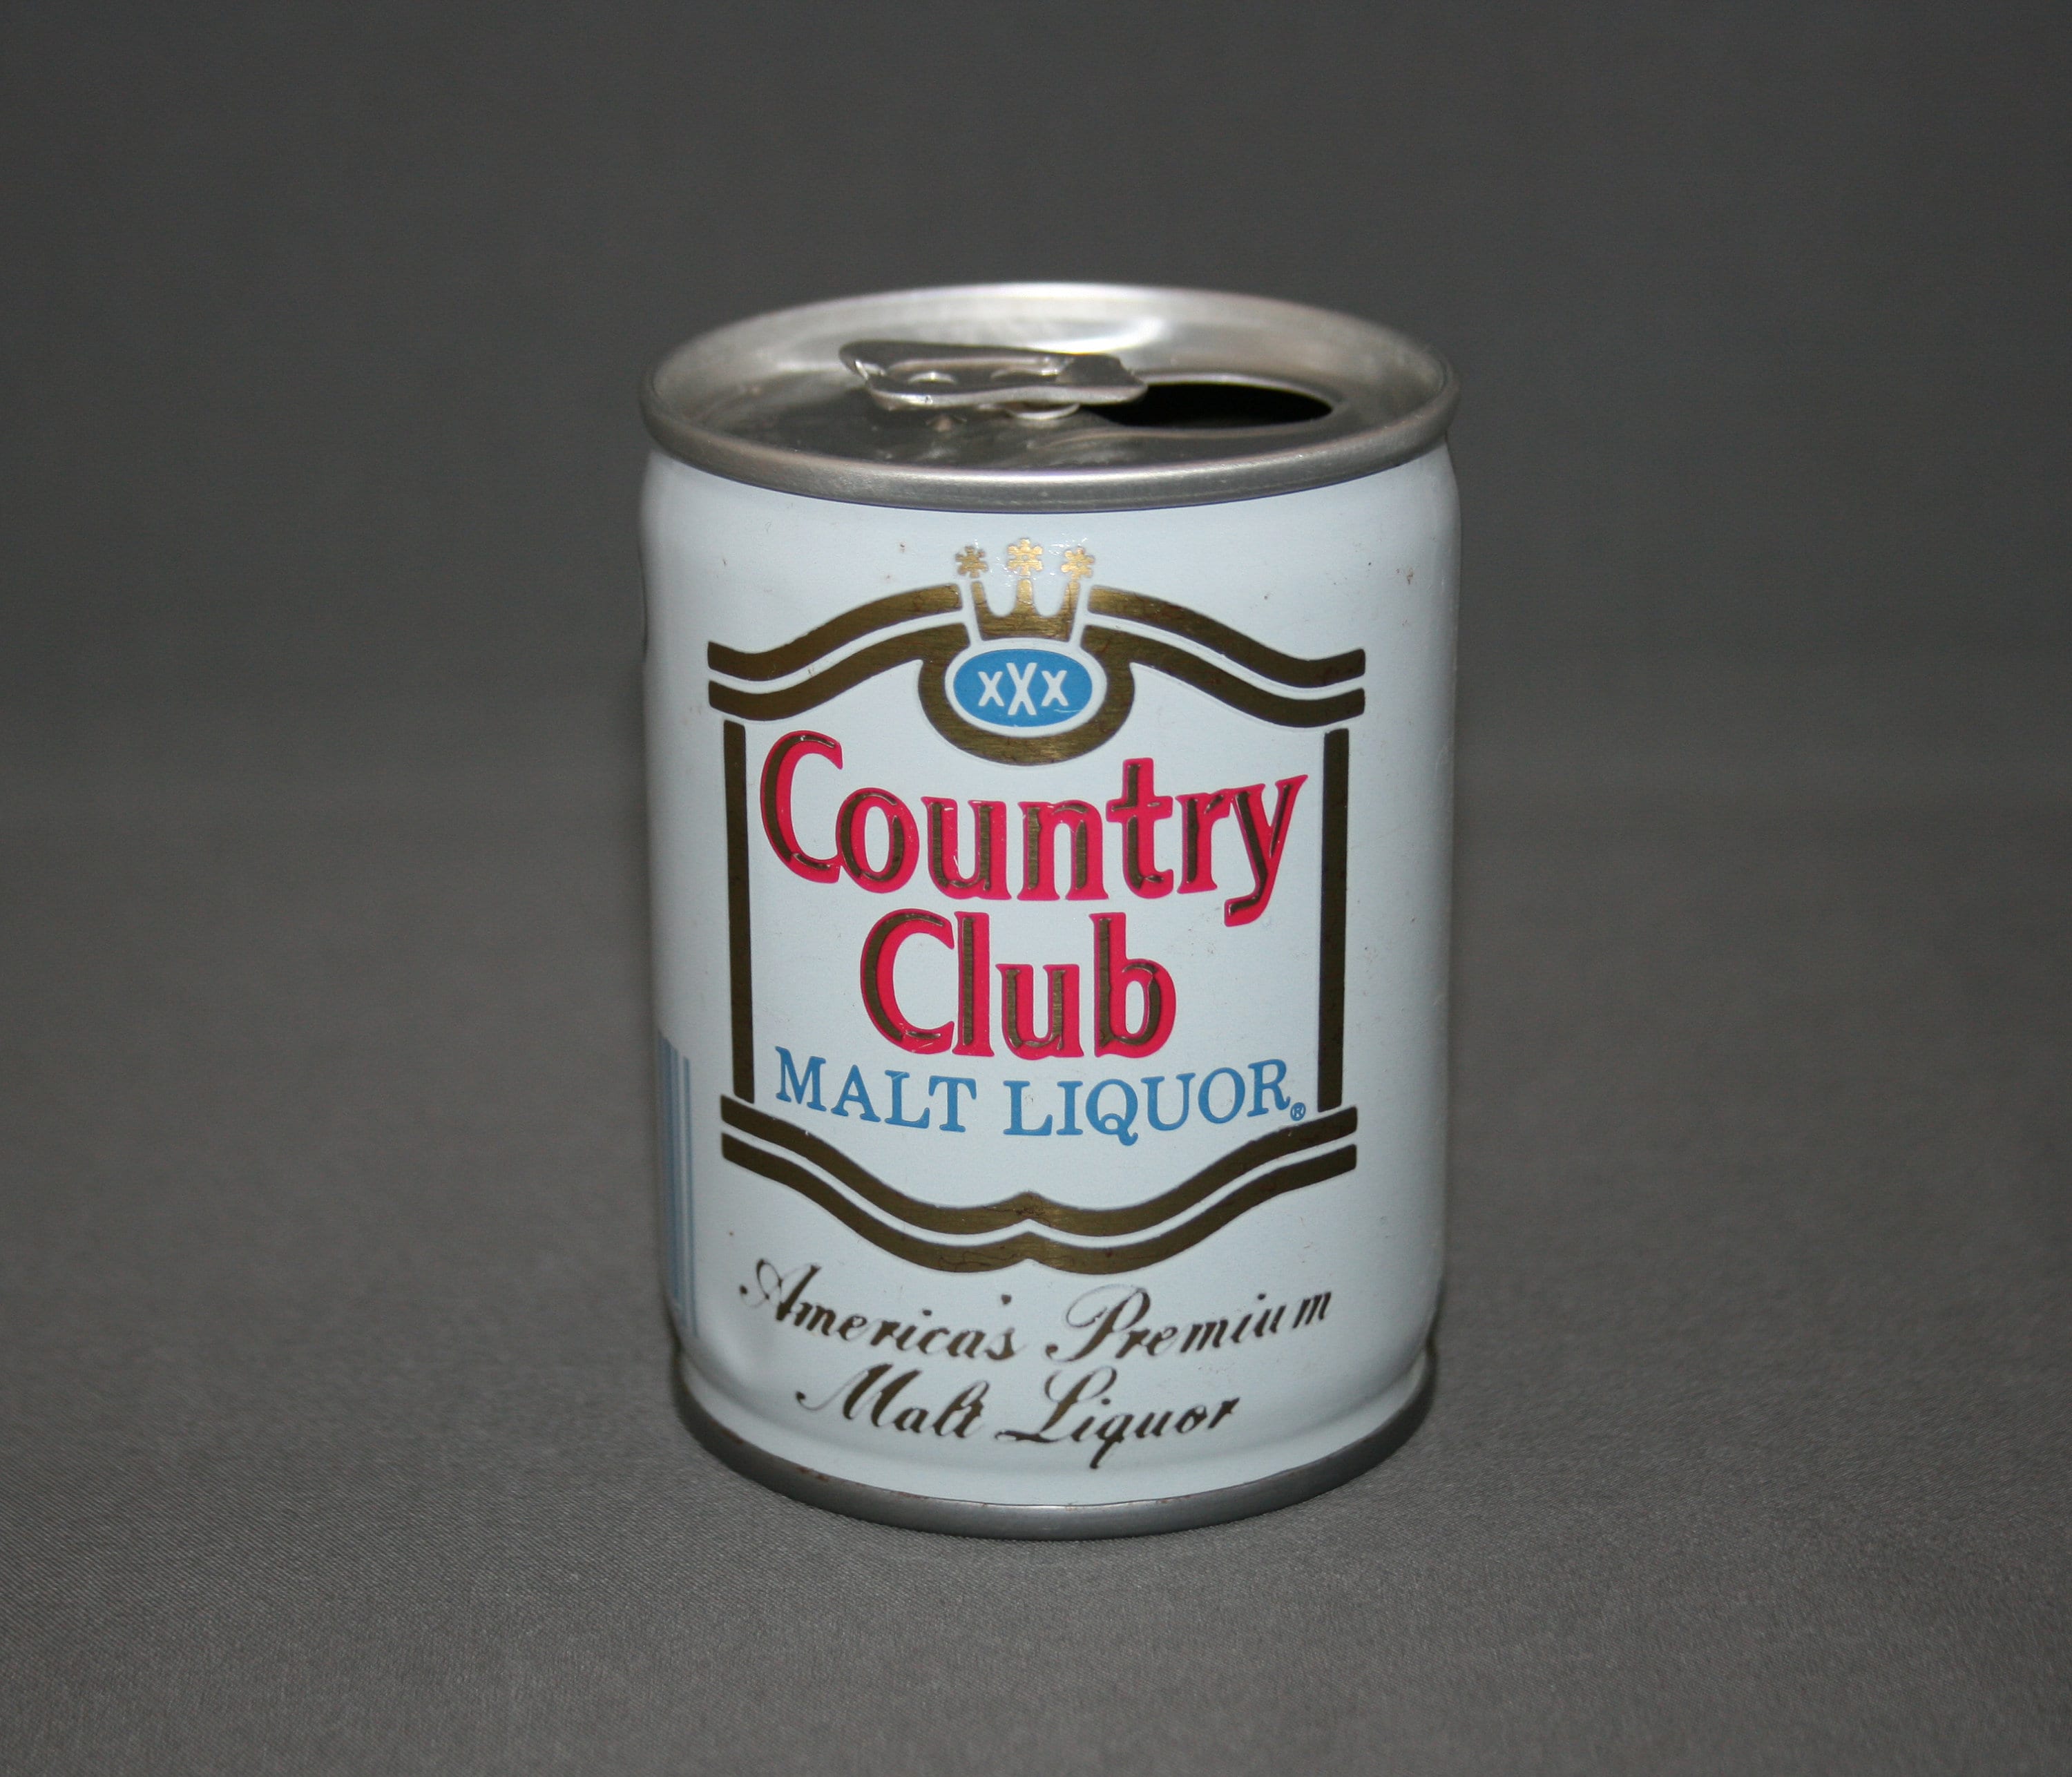 xXx
Country
Club
MALT LIQUOR®
America's Premium
Malt Liquor